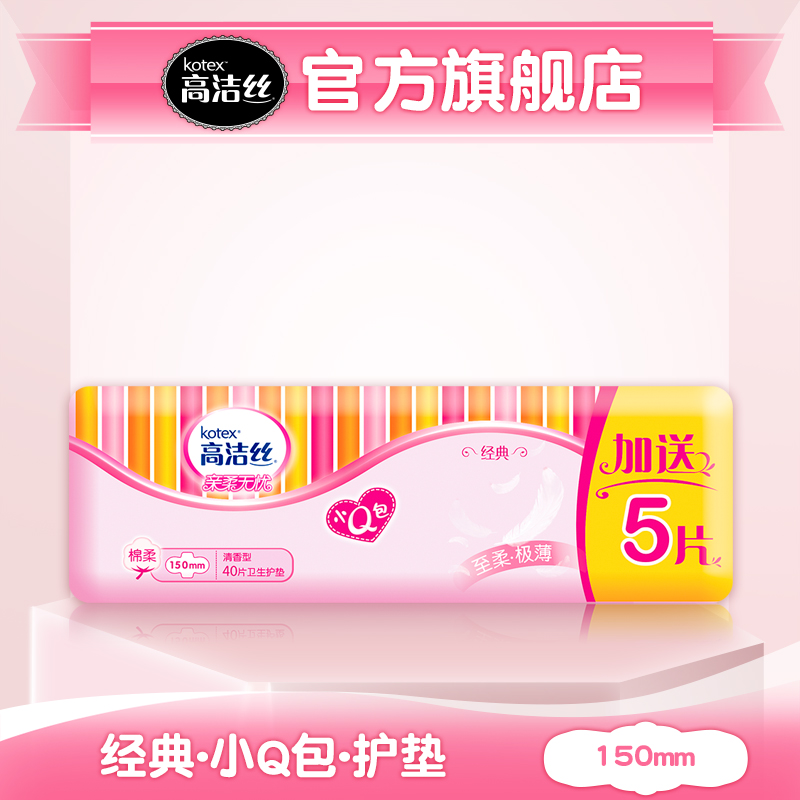 kotex
高洁丝
官方旗舰店
kotex®
高洁丝®
亲柔无忧
经典
加送
5片
小Q包
棉柔
150mm
清香型
40片卫生护垫
至柔·极薄
经典·小Q包·护垫
150mm